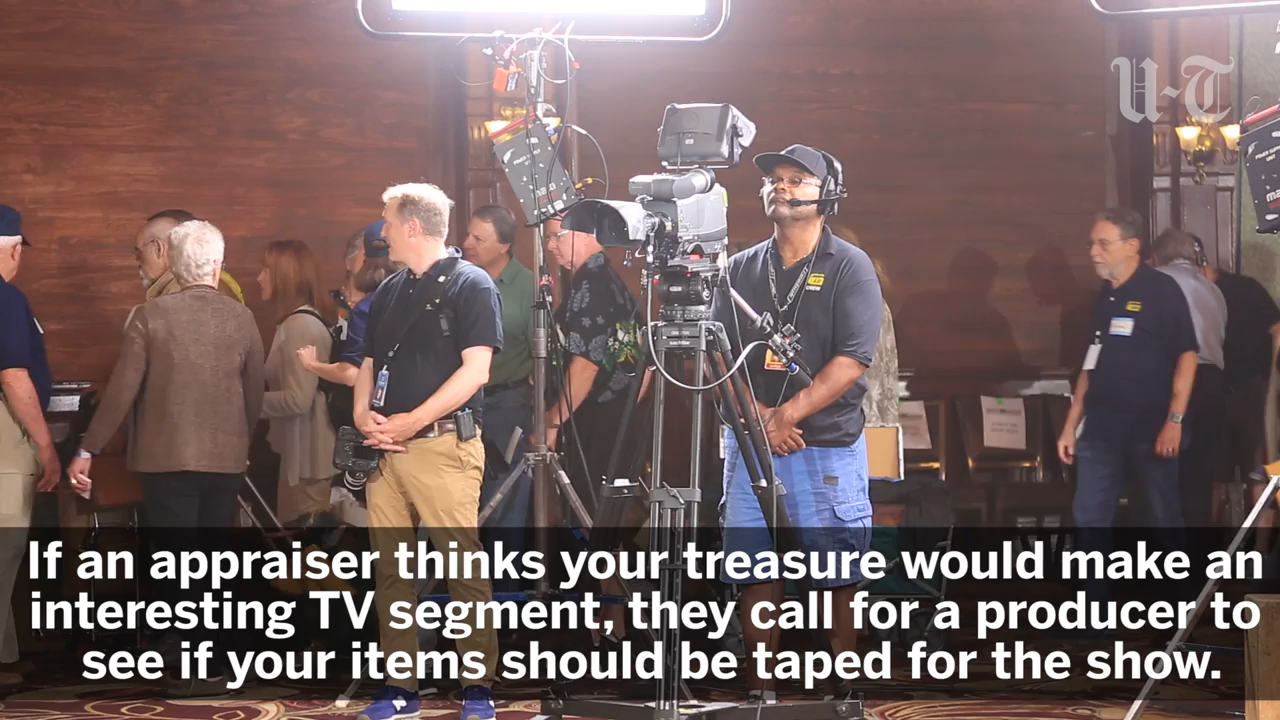 U-T
If an appraiser thinks your treasure would make an
interesting TV segment, they call for a producer to
see if your items should be taped for the show.
CREW